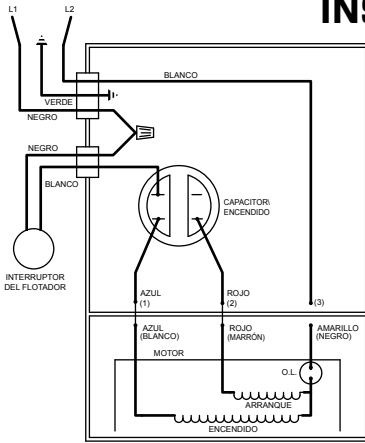 INS
L1 L2
BLANCO
VERDE
NEGRO
NEGRO
BLANCO
CAPACITOR\
ENCENDIDO
INTERRUPTOR
DEL FLOTADOR
AZUL
(1)
ROJO
(2)
(3)
AZUL
(BLANCO)
ROJO
(MARRÓN)
AMARILLO
(NEGRO)
MOTOR
O.L.
ARRANQUE
ENCENDIDO